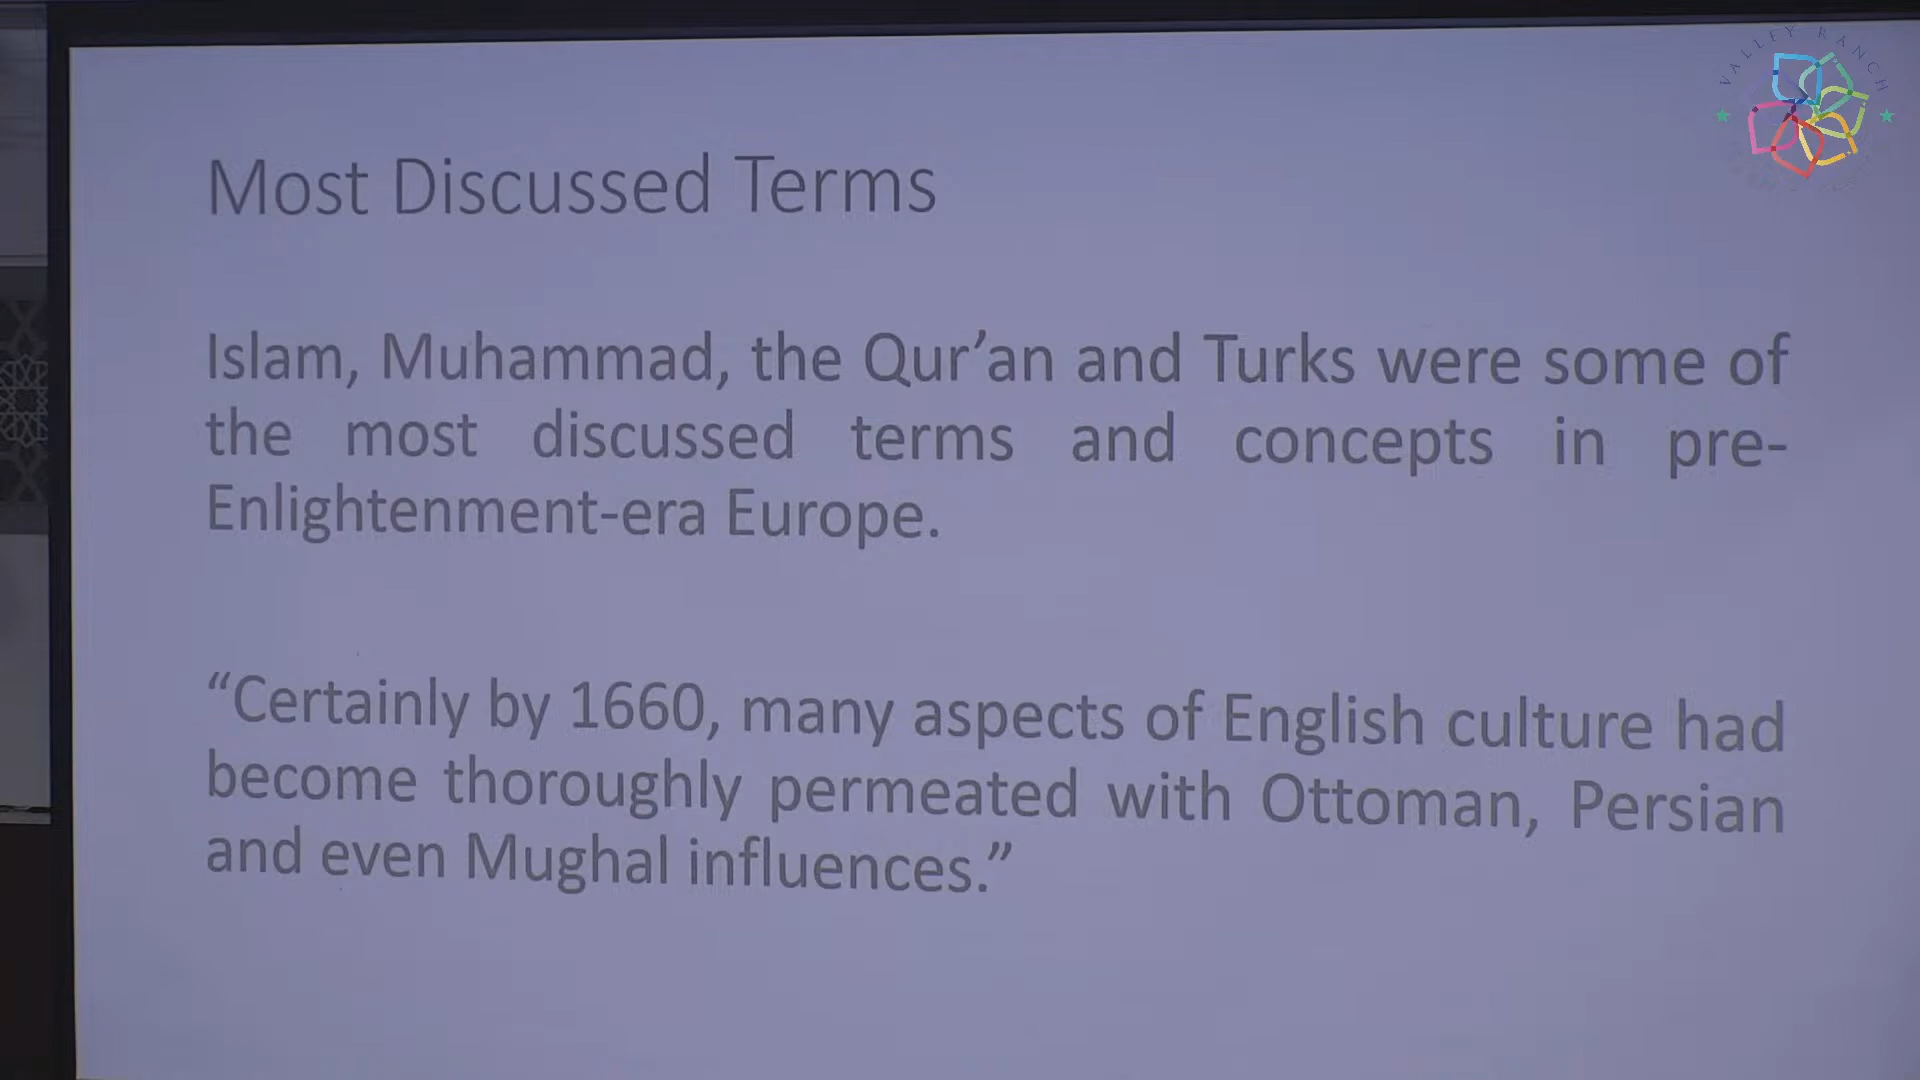 VALLEY RANCH
Most Discussed Terms
Islam, Muhammad, the Qur’an and Turks were some of
the most discussed terms and concepts in pre-
Enlightenment-era Europe.
“Certainly by 1660, many aspects of English culture had
become thoroughly permeated with Ottoman, Persian
and even Mughal influences.”